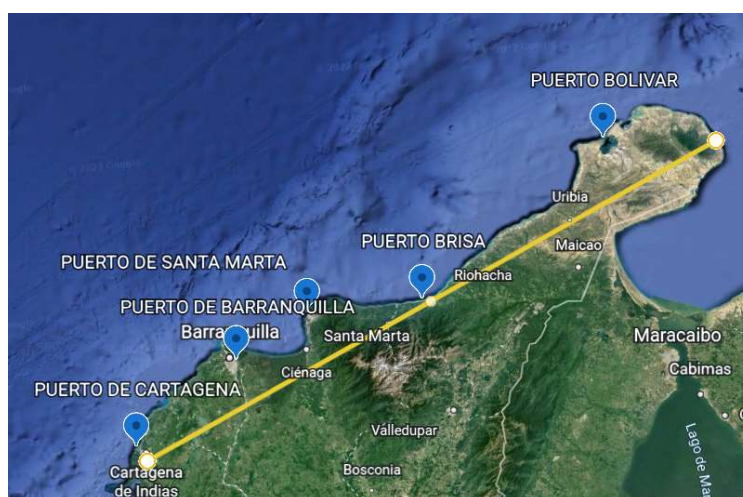 PUERTO BOLIVAR
Uribia
PUERTO BRISA
Maicao
PUERTO DE SANTA MARTA
Riohacha
PUERTO DE BARRANQUILLA
Barranquilla
Santa Marta
Maracaibo
Ciénaga
Cabimas
PUERTO DE CARTAGENA
Válledupar
Cartagena
de Indias
Bosconia
Lago de Ma